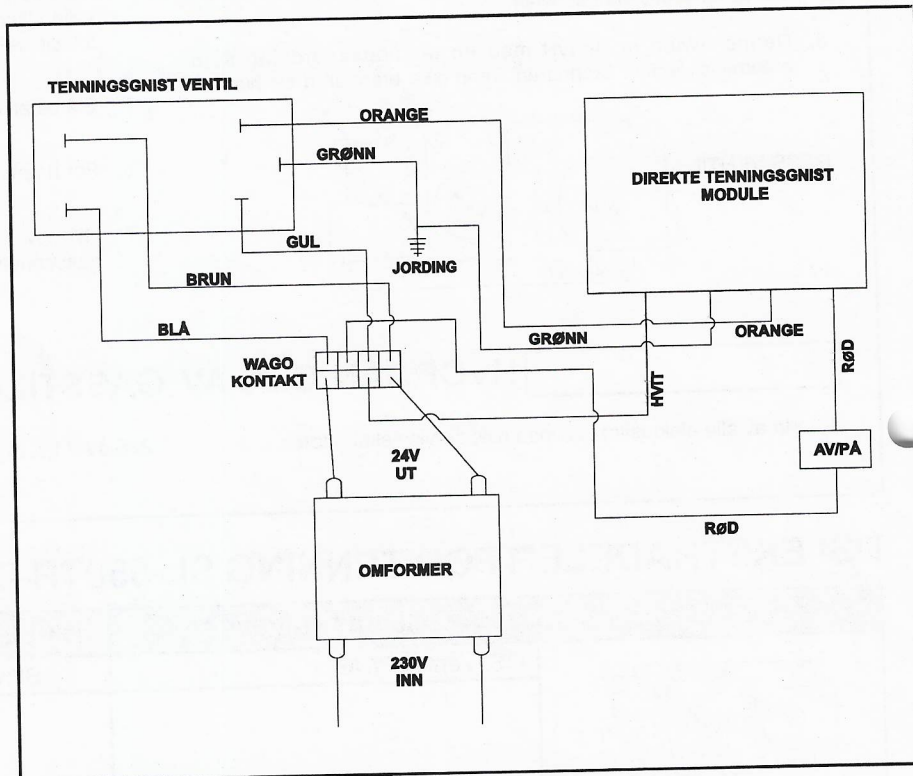 TENNINGSGNIST VENTIL
ORANGE
GRØNN
DIREKTE TENNINGSGNIST
MODULE
GUL
JORDING
BRUN
BLÅ
GRØNN
ORANGE
RØD
WAGO
KONTAKT
HVIT
24V
UT
AV/PÅ
RØD
OMFORMER
230V
INN